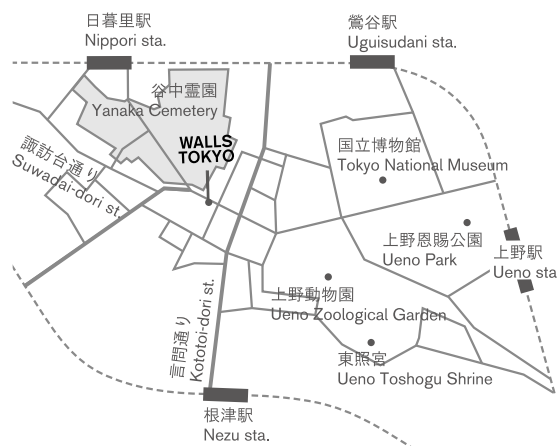 日暮里駅
Nippori sta.
鶯谷駅
Uguisudani sta.
谷中霊園
Yanaka Cemetery
WALLS
TOKYO
国立博物館
Tokyo National Museum
諏訪台通り
Suwadai-dori st.
上野恩賜公園
Ueno Park
上野駅
Ueno sta
上野動物園
Ueno Zoological Garden
言問通り
Kototoi-dori st.
東照宮
Ueno Toshogu Shrine
根津駅
Nezu sta.